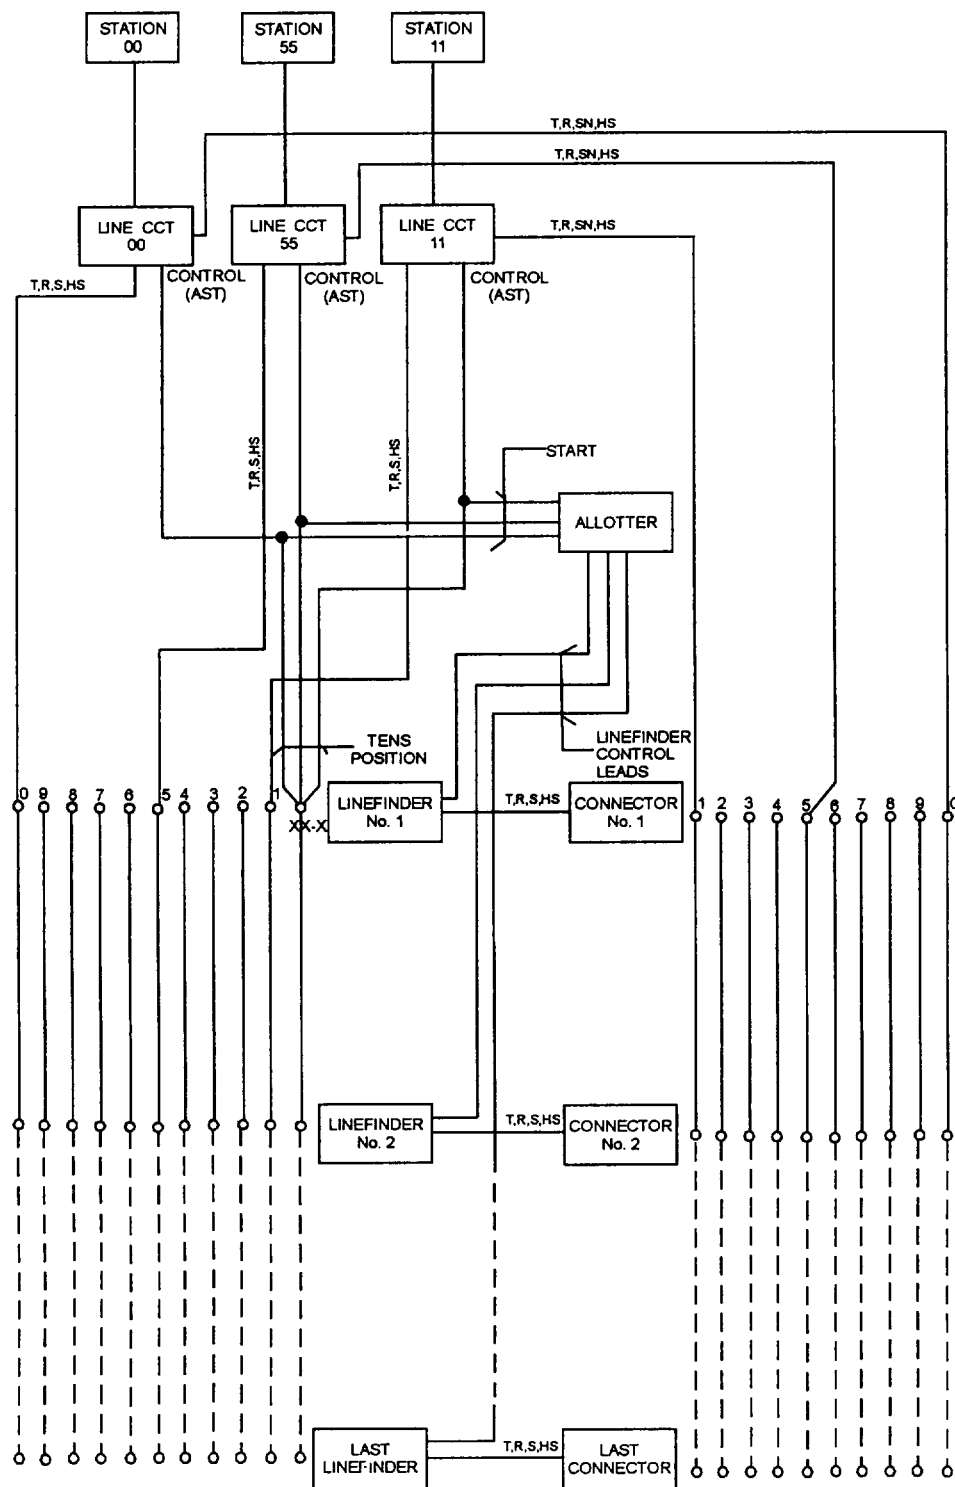 STATION
00
STATION
55
STATION
11
T,R,SN,HS
T,R,SN,HS
LINE CCT
00
LINE CCT
55
LINE CCT
11
T,R,SN,HS
T,R,S,HS
CONTROL
(AST)
CONTROL
(AST)
CONTROL
(AST)
T,R,S,HS
T,R,S,HS
START
ALLOTTER
TENS
POSITION
LINEFINDER
CONTROL
LEADS
0 9 8 7 6 5 4 3 2 1
XX-X
LINEFINDER
No. 1
T,R,S,HS
CONNECTOR
No. 1
1 2 3 4 5 6 7 8 9 0
LINEFINDER
No. 2
T,R,S,HS
CONNECTOR
No. 2
LAST
LINEFINDER
T,R,S,HS
LAST
CONNECTOR